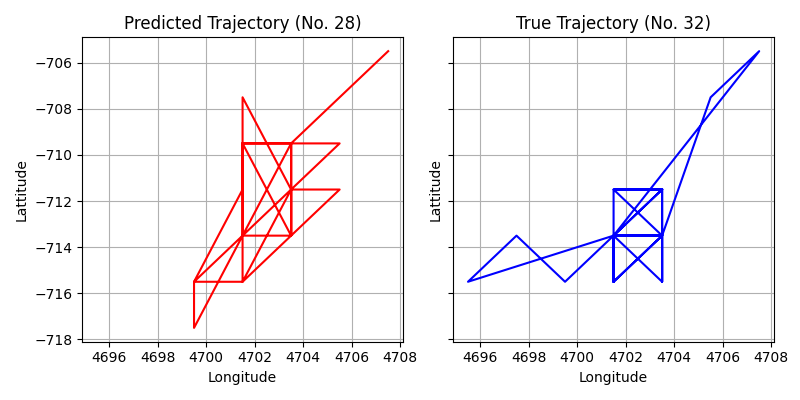 Predicted Trajectory (No. 28)
True Trajectory (No. 32)
−706
−708
−710
−712
−714
−716
−718
Lattitude
Lattitude
4696 4698 4700 4702 4704 4706 4708
4696 4698 4700 4702 4704 4706 4708
Longitude
Longitude